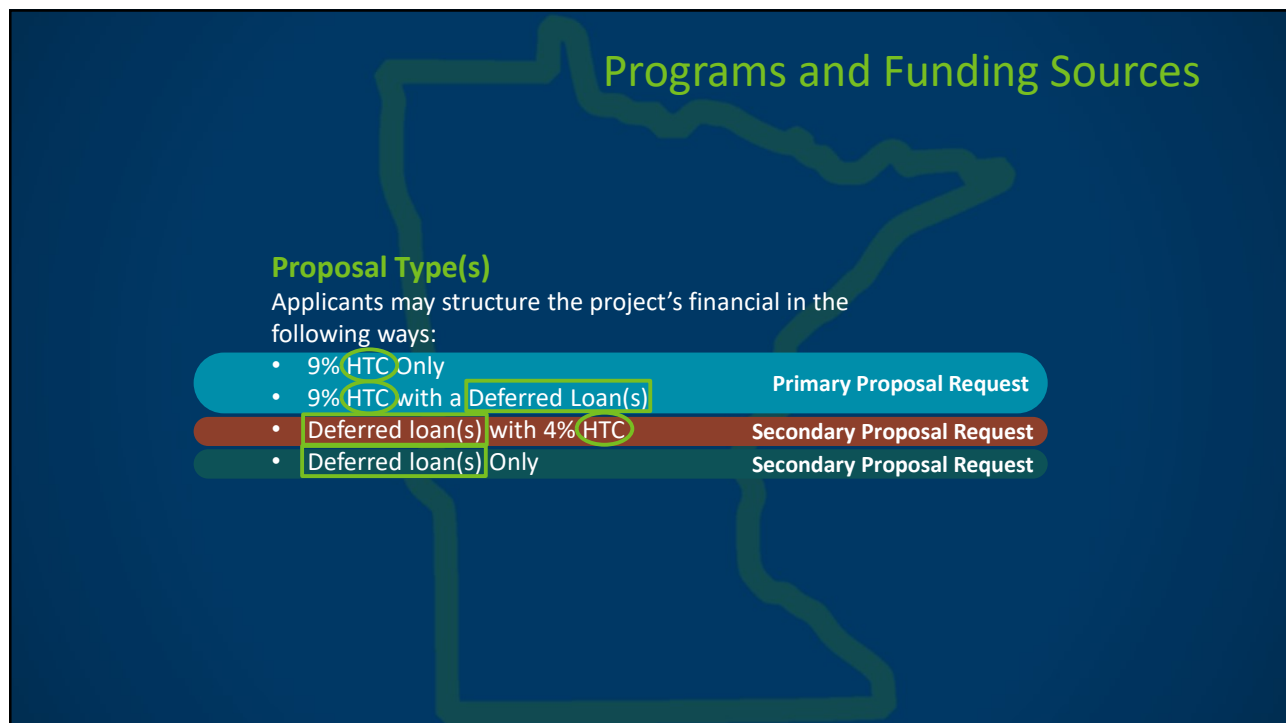 Programs and Funding Sources
Proposal Type(s)
Applicants may structure the project's financial in the
following ways:
• 9% HTC Only
• 9% HTC with a Deferred Loan(s)
Primary Proposal Request
• Deferred loan(s) with 4% HTC
Secondary Proposal Request
• Deferred loan(s) Only
Secondary Proposal Request